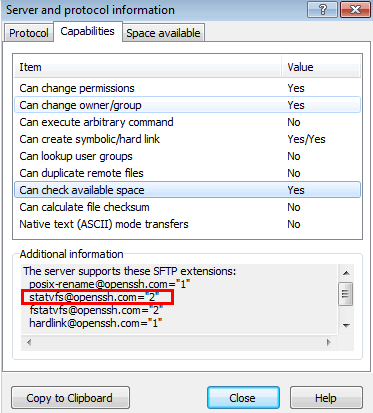 Server and protocol information
?
Protocol Capabilities Space available
Item Value
Can change permissions Yes
Can change owner/group Yes
Can execute arbitrary command No
Can create symbolic/hard link Yes/Yes
Can lookup user groups No
Can duplicate remote files No
Can check available space Yes
Can calculate file checksum No
Native text (ASCII) mode transfers No
Additional information
The server supports these SFTP extensions:
posix-rename@openssh.com="1"
statvfs@openssh.com="2"
fstatvfs@openssh.com="2"
hardlink@openssh.com="1"
Copy to Clipboard Close Help